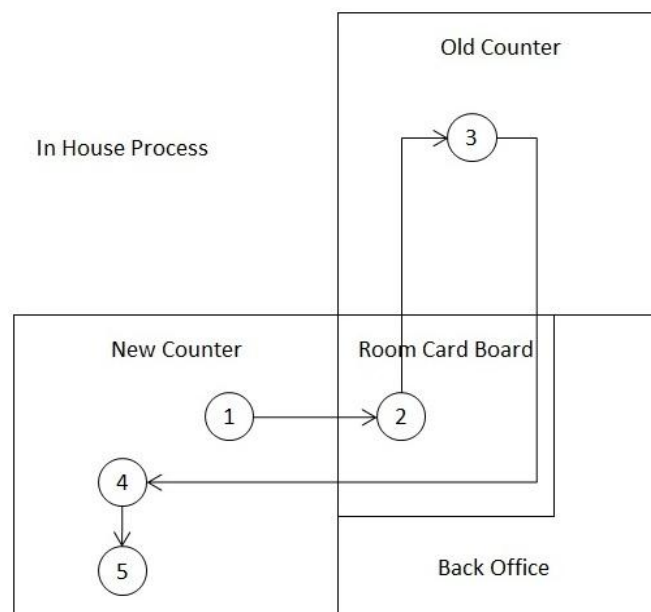 Old Counter
3
In House Process
New Counter
Room Card Board
1
2
4
5
Back Office